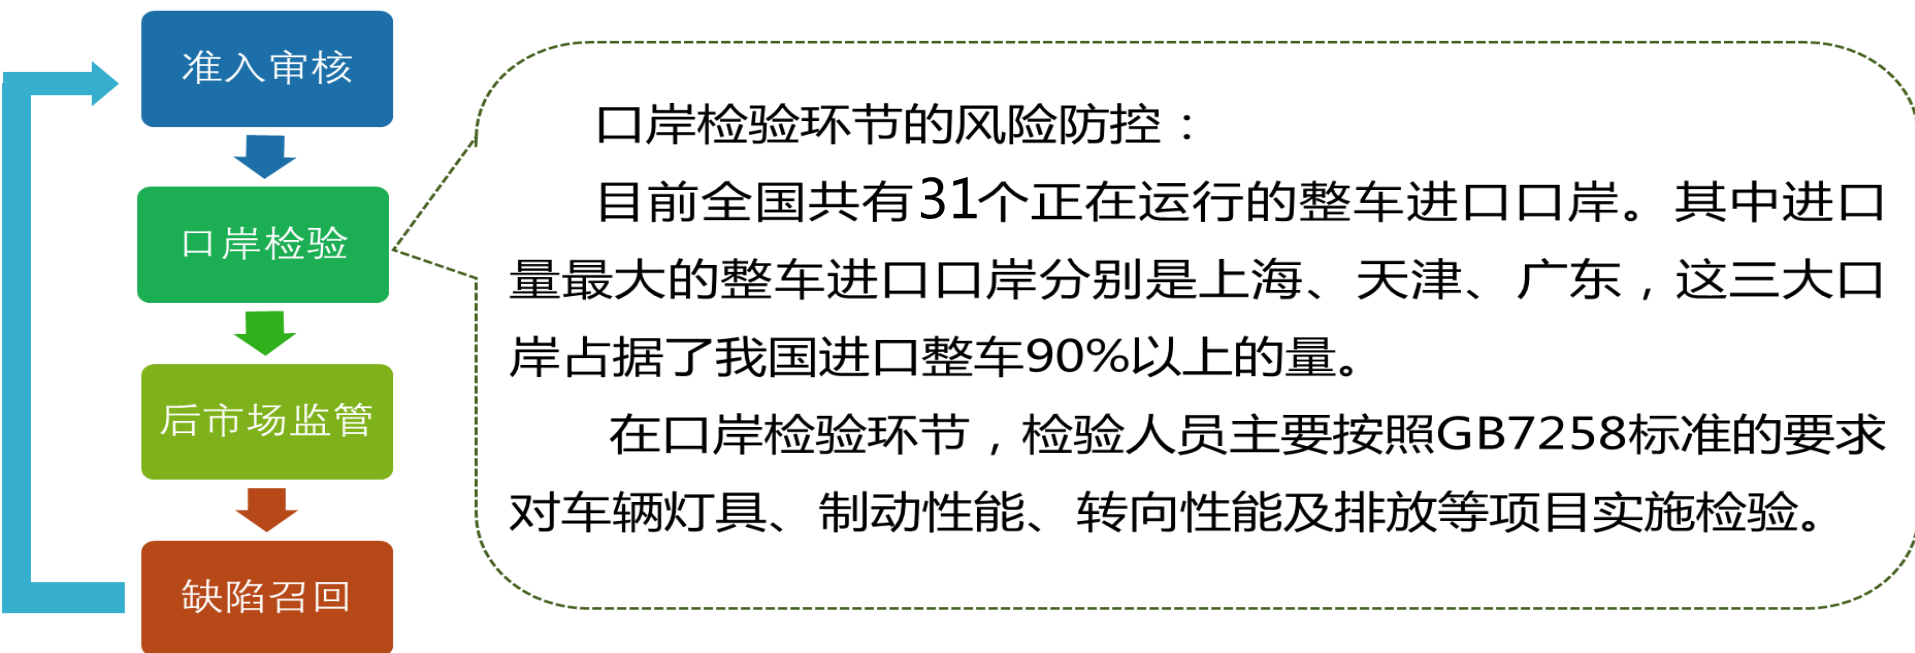 准入审核
口岸检验
后市场监管
缺陷召回
口岸检验环节的风险防控：
目前全国共有31个正在运行的整车进口口岸。其中进口
量最大的整车进口口岸分别是上海、天津、广东，这三大口
岸占据了我国进口整车90%以上的量。
在口岸检验环节，检验人员主要按照GB7258标准的要求
对车辆灯具、制动性能、转向性能及排放等项目实施检验。